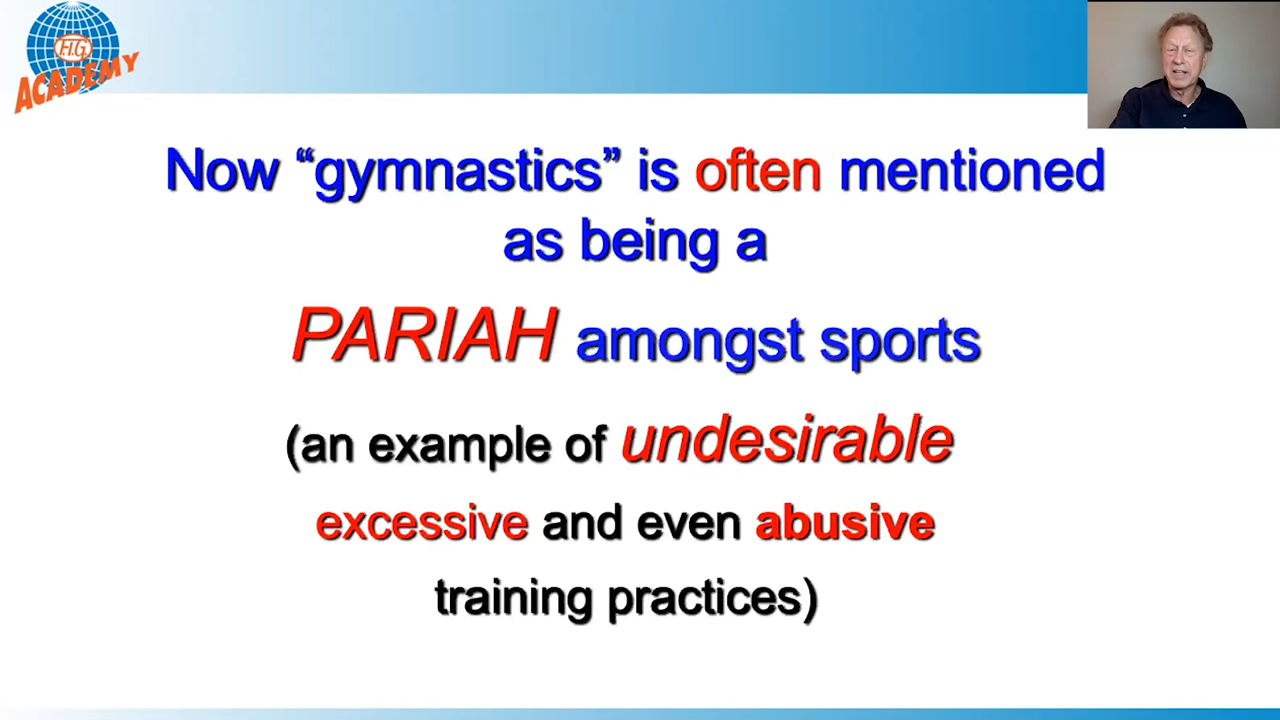 F.I.G.
ACADEMY
Now “gymnastics” is often mentioned
as being a
PARIAH amongst sports
(an example of undesirable
excessive and even abusive
training practices)